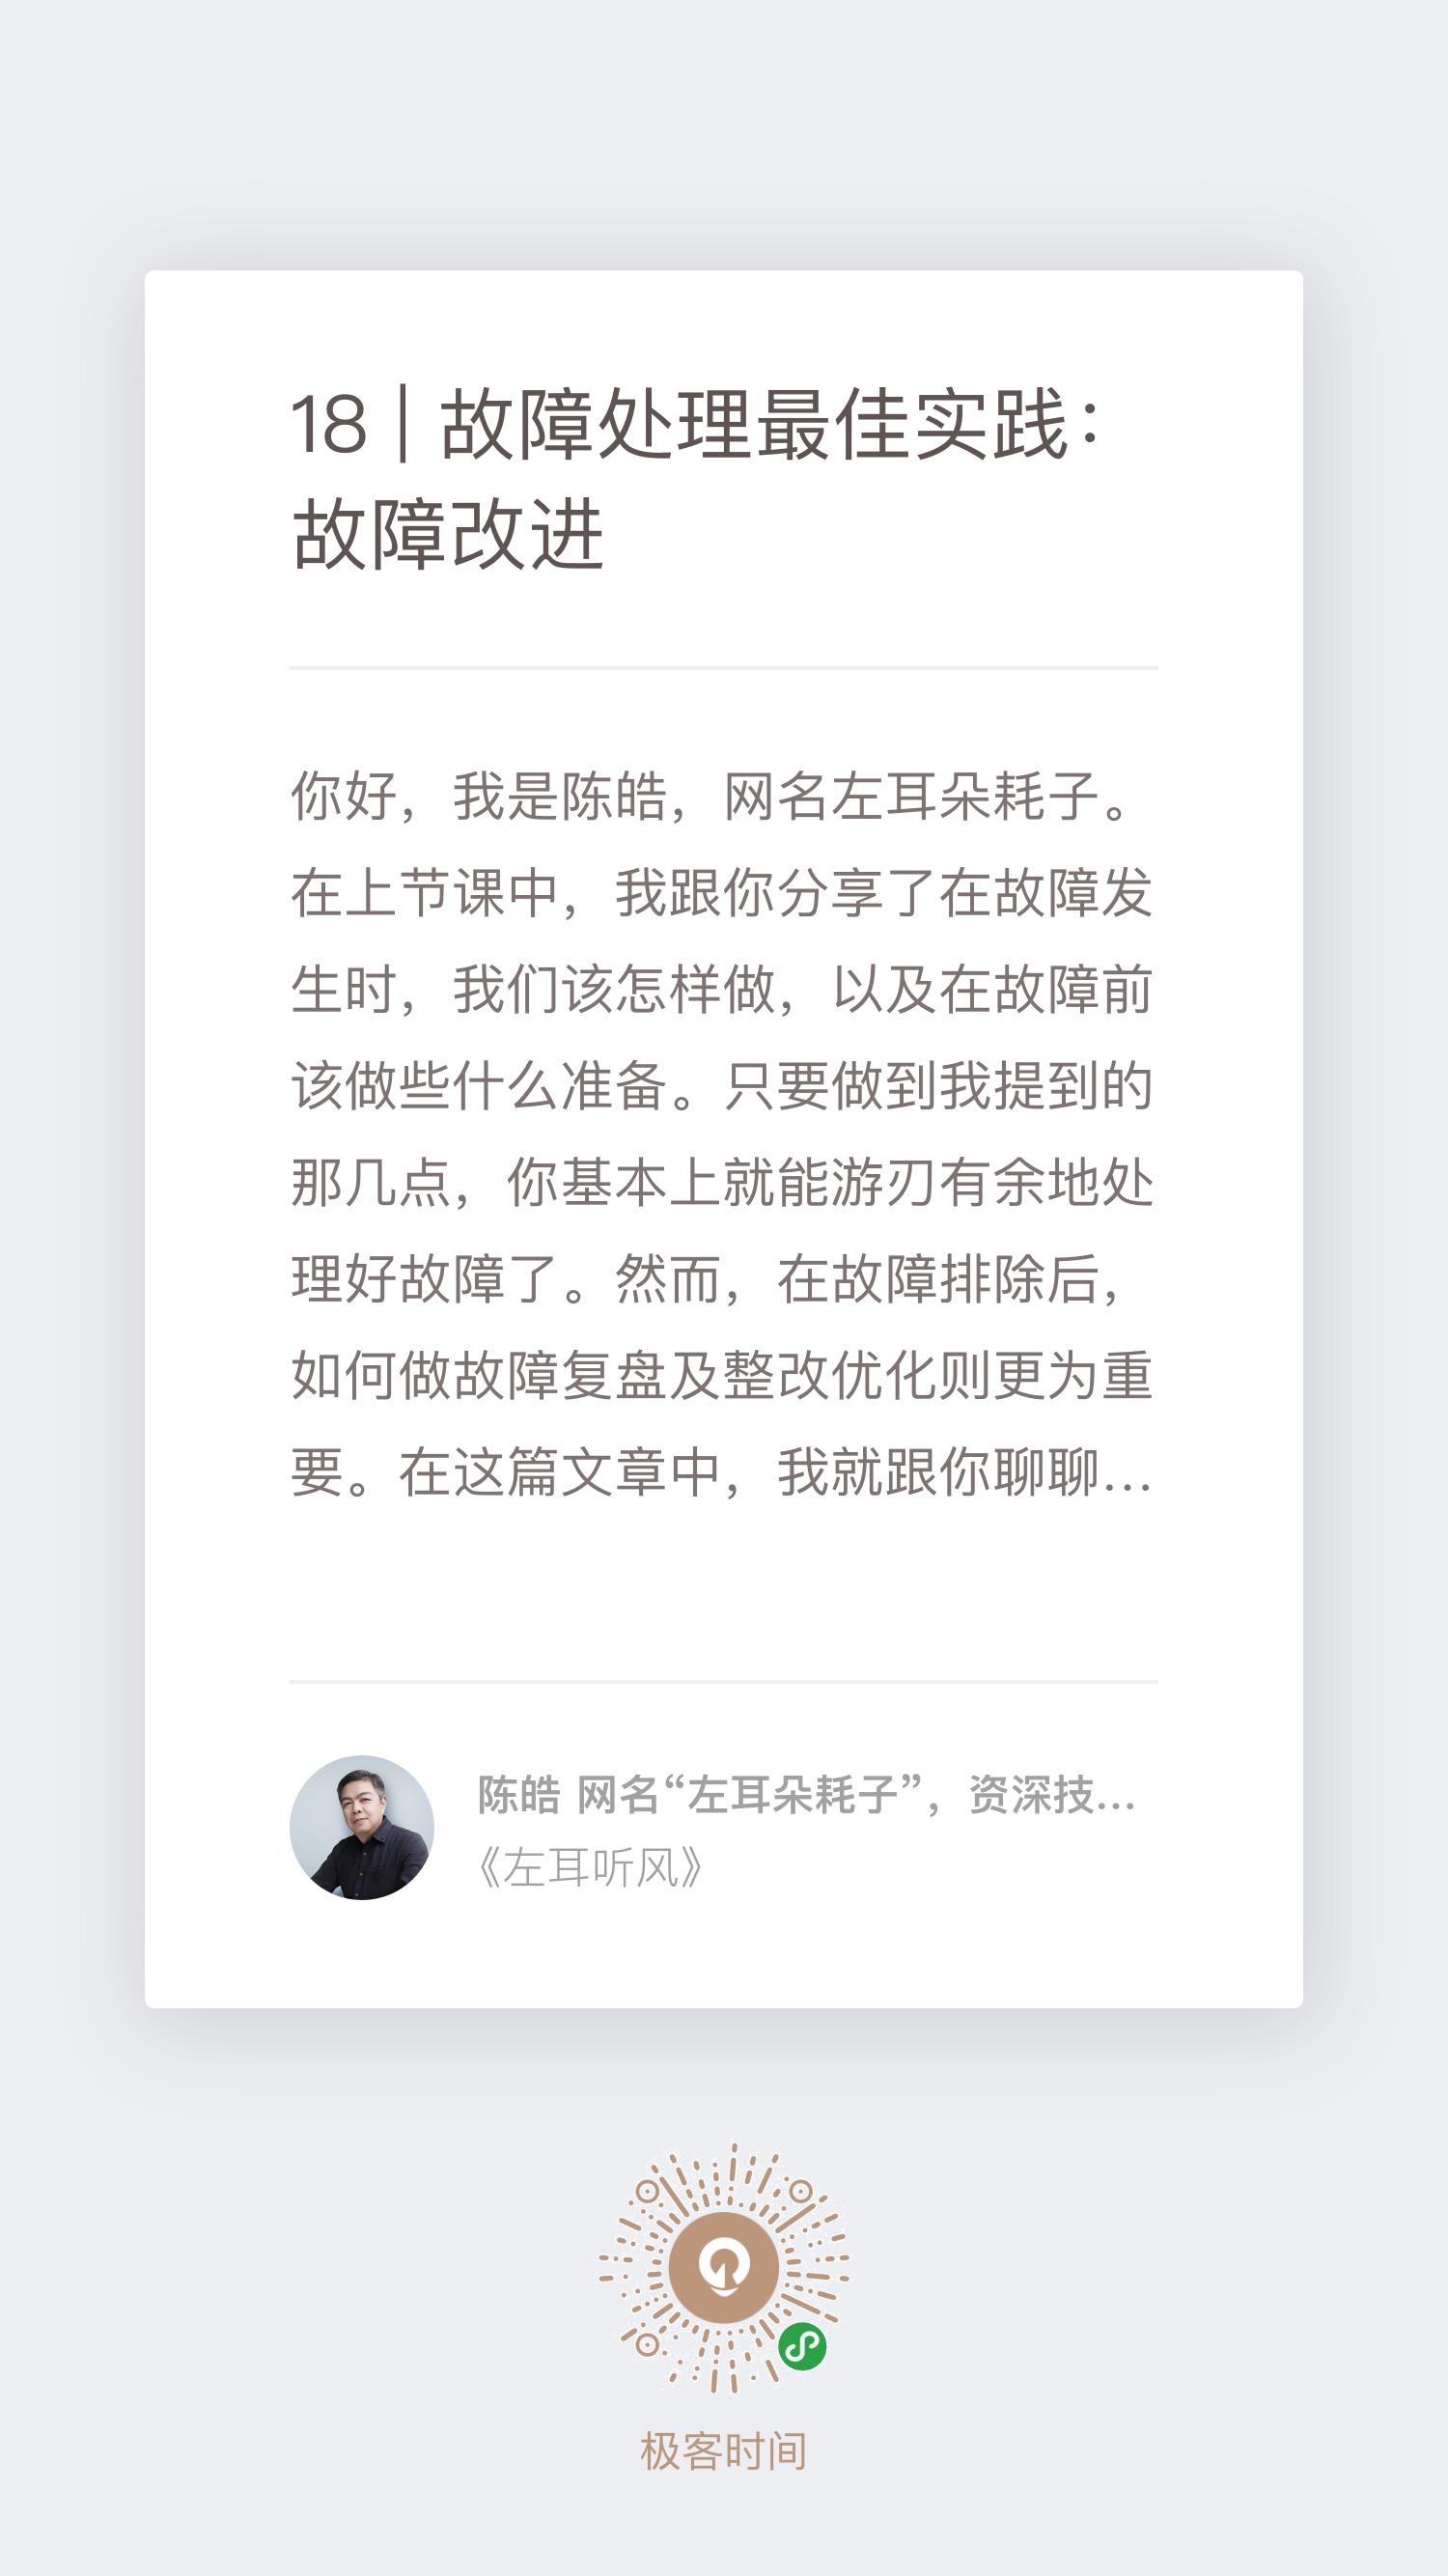 18 | 故障处理最佳实践：
故障改进
你好，我是陈皓，网名左耳朵耗子。
在上节课中，我跟你分享了在故障发
生时，我们该怎样做，以及在故障前
该做些什么准备。只要做到我提到的
那几点，你基本上就能游刃有余地处
理好故障了。然而，在故障排除后，
如何做故障复盘及整改优化则更为重
要。在这篇文章中，我就跟你聊聊...
陈皓 网名“左耳朵耗子”，资深技...
《左耳听风》
极客时间